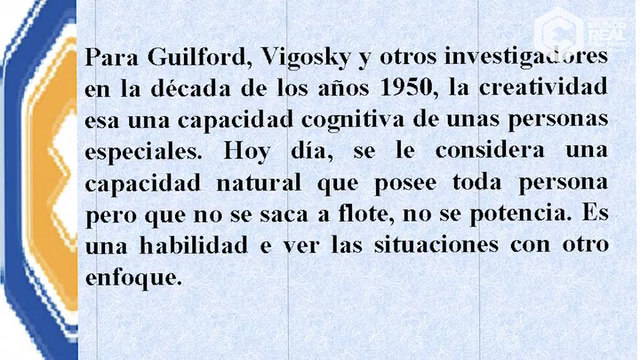 Para Guilford, Vigosky y otros investigadores
en la década de los años 1950, la creatividad
esa una capacidad cognitiva de unas personas
especiales. Hoy día, se le considera una
capacidad natural que posee toda persona
pero que no se saca a flote, no se potencia. Es
una habilidad e ver las situaciones con otro
enfoque.